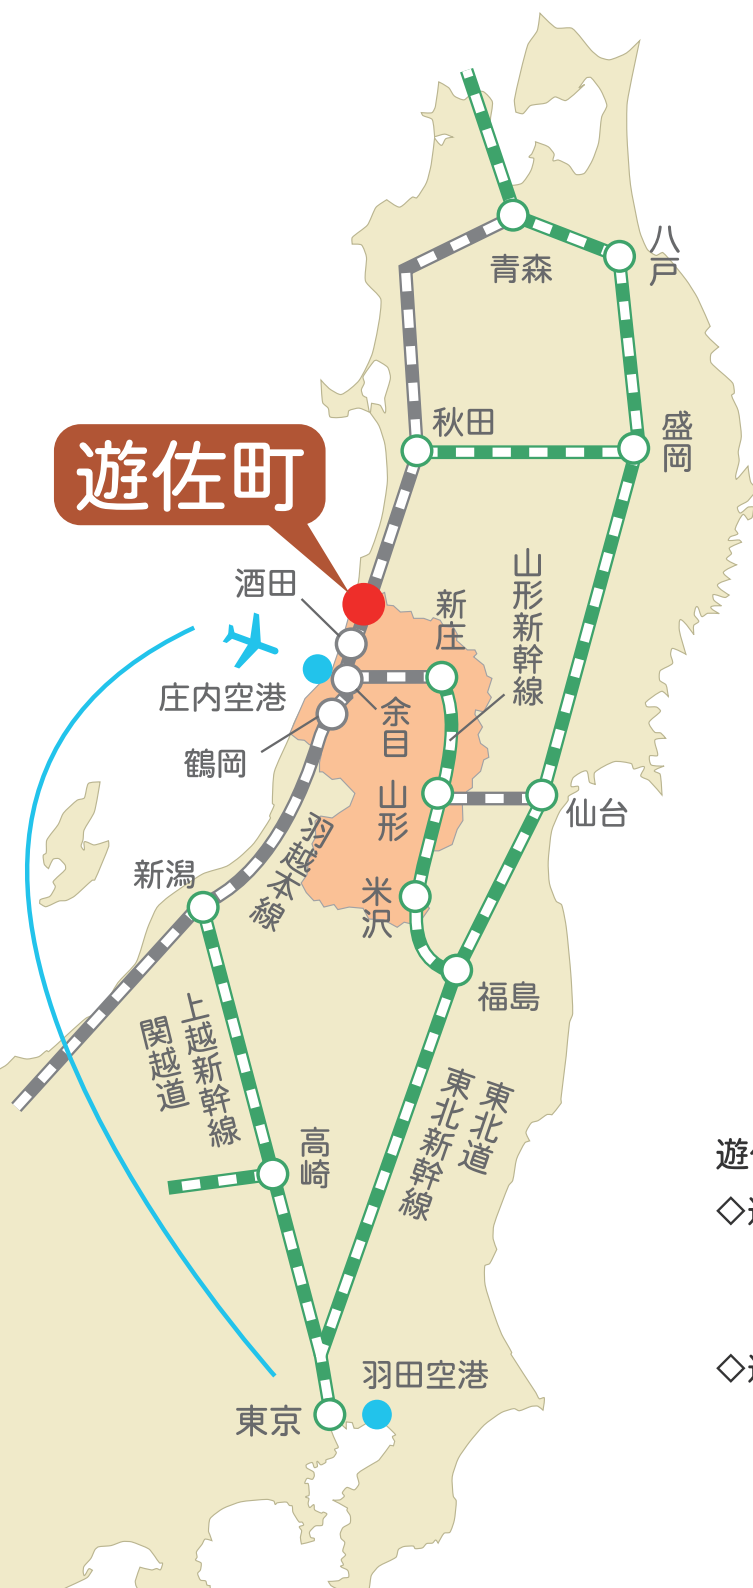 青森
八戸
秋田
盛岡
遊佐町
酒田
新庄
山形新幹線
庄内空港
余目
鶴岡
山形
仙台
羽越本線
新潟
米沢
福島
上越新幹線
関越道
東北道
東北新幹線
高崎
遊
◇
◇
羽田空港
東京